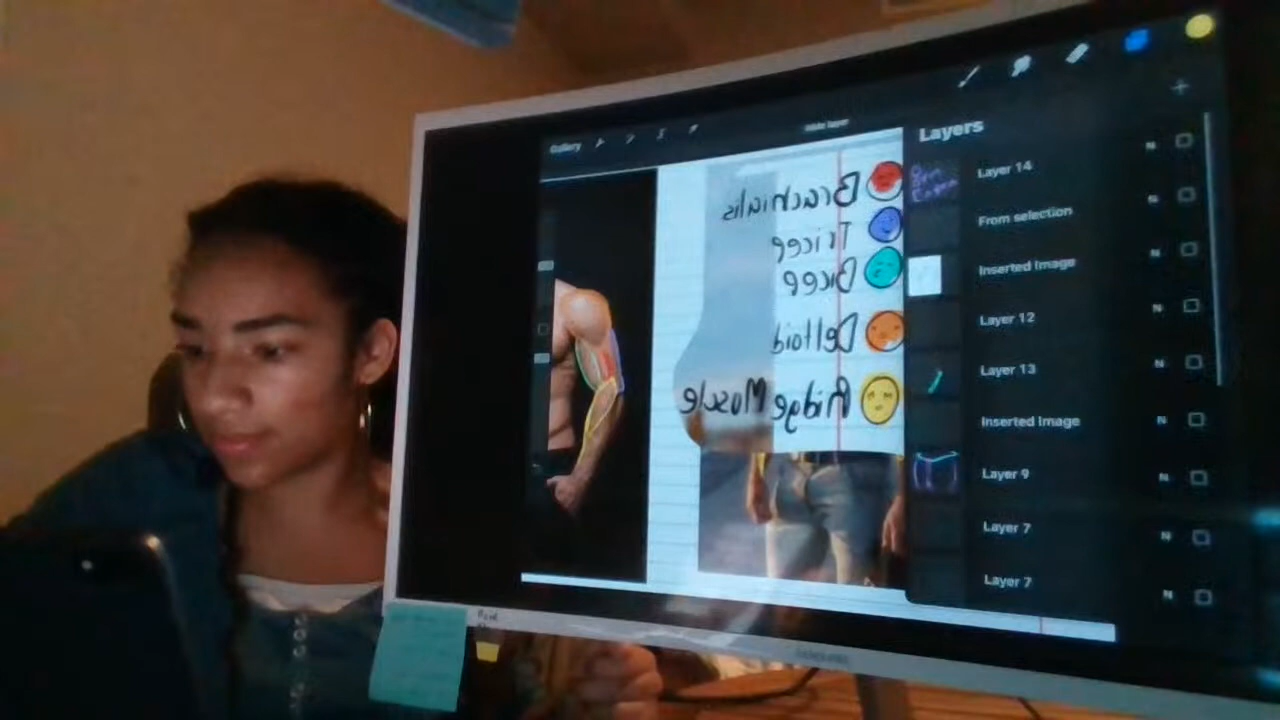 Gallery
Layers
Layer 14
From selection
Inserted Image
Layer 12
Layer 13
Inserted Image
Layer 9
Layer 7
Layer 7
N
N
N
N
N
N
N
N
N
Brachialis
Tricep
Bicep
Deltoid
Ridge Muscle